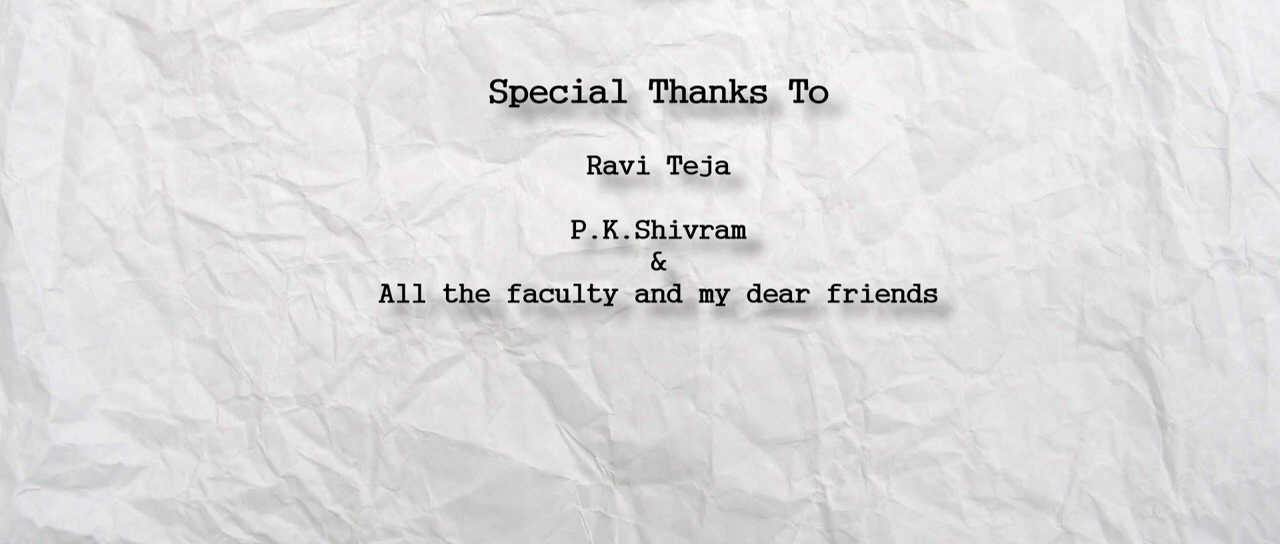 Special Thanks To
Ravi Teja
P.K.Shivram
&
All the faculty and my dear friends